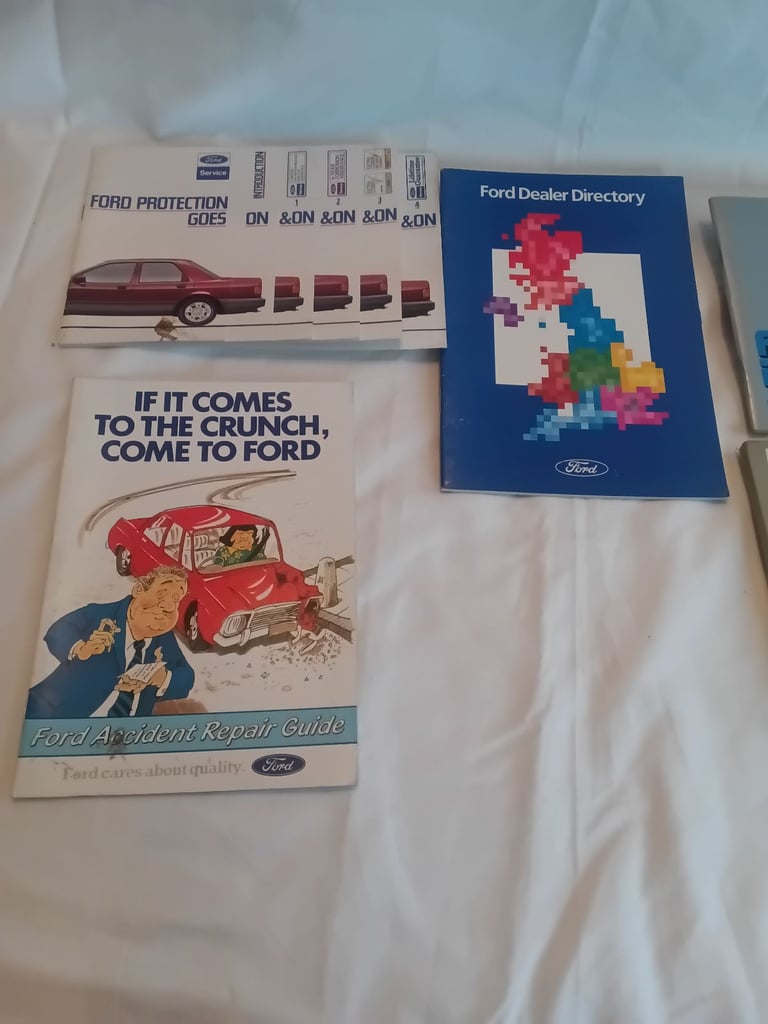 Ford
Service
FORD PROTECTION
GOES
INTRODUCTION
ON
1
&ON
2
&ON
3
&ON
4
&ON
Ford Dealer Directory
Ford
IF IT COMES
TO THE CRUNCH,
COME TO FORD
Ford Accident Repair Guide
Ford cares about quality.
Ford